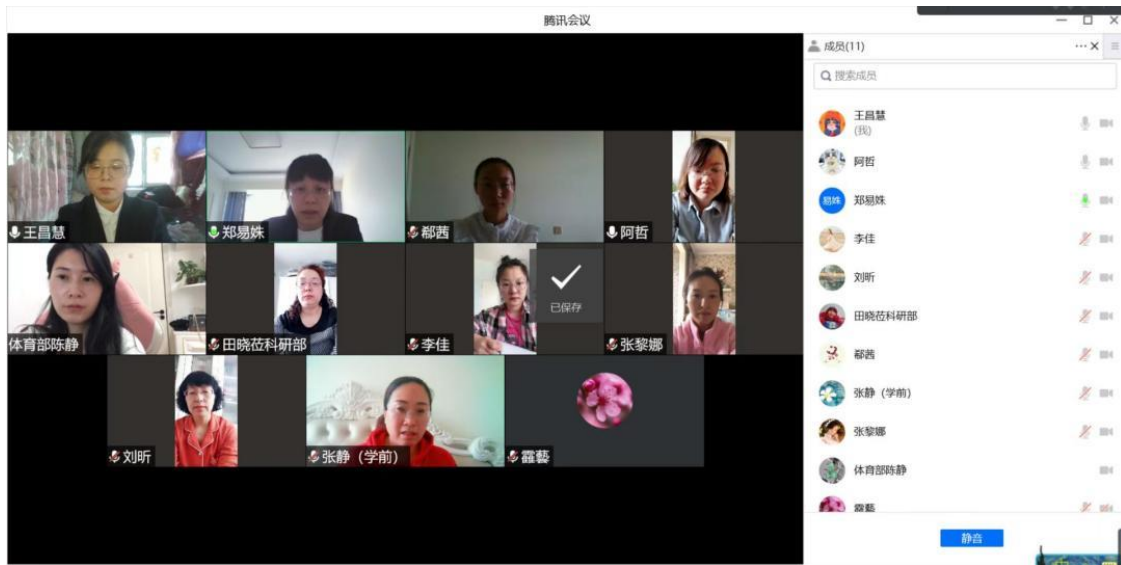 腾讯会议
成员(11)
搜索成员
王昌慧
(我)
阿哲
易姝
郑易姝
李佳
刘昕
田晓莅科研部
郗茜
张静（学前）
张黎娜
体育部陈静
霳藝
静音
王昌慧
郑易姝
郗茜
阿哲
体育部陈静
田晓莅科研部
李佳
已保存
张黎娜
刘昕
张静（学前）
霳藝